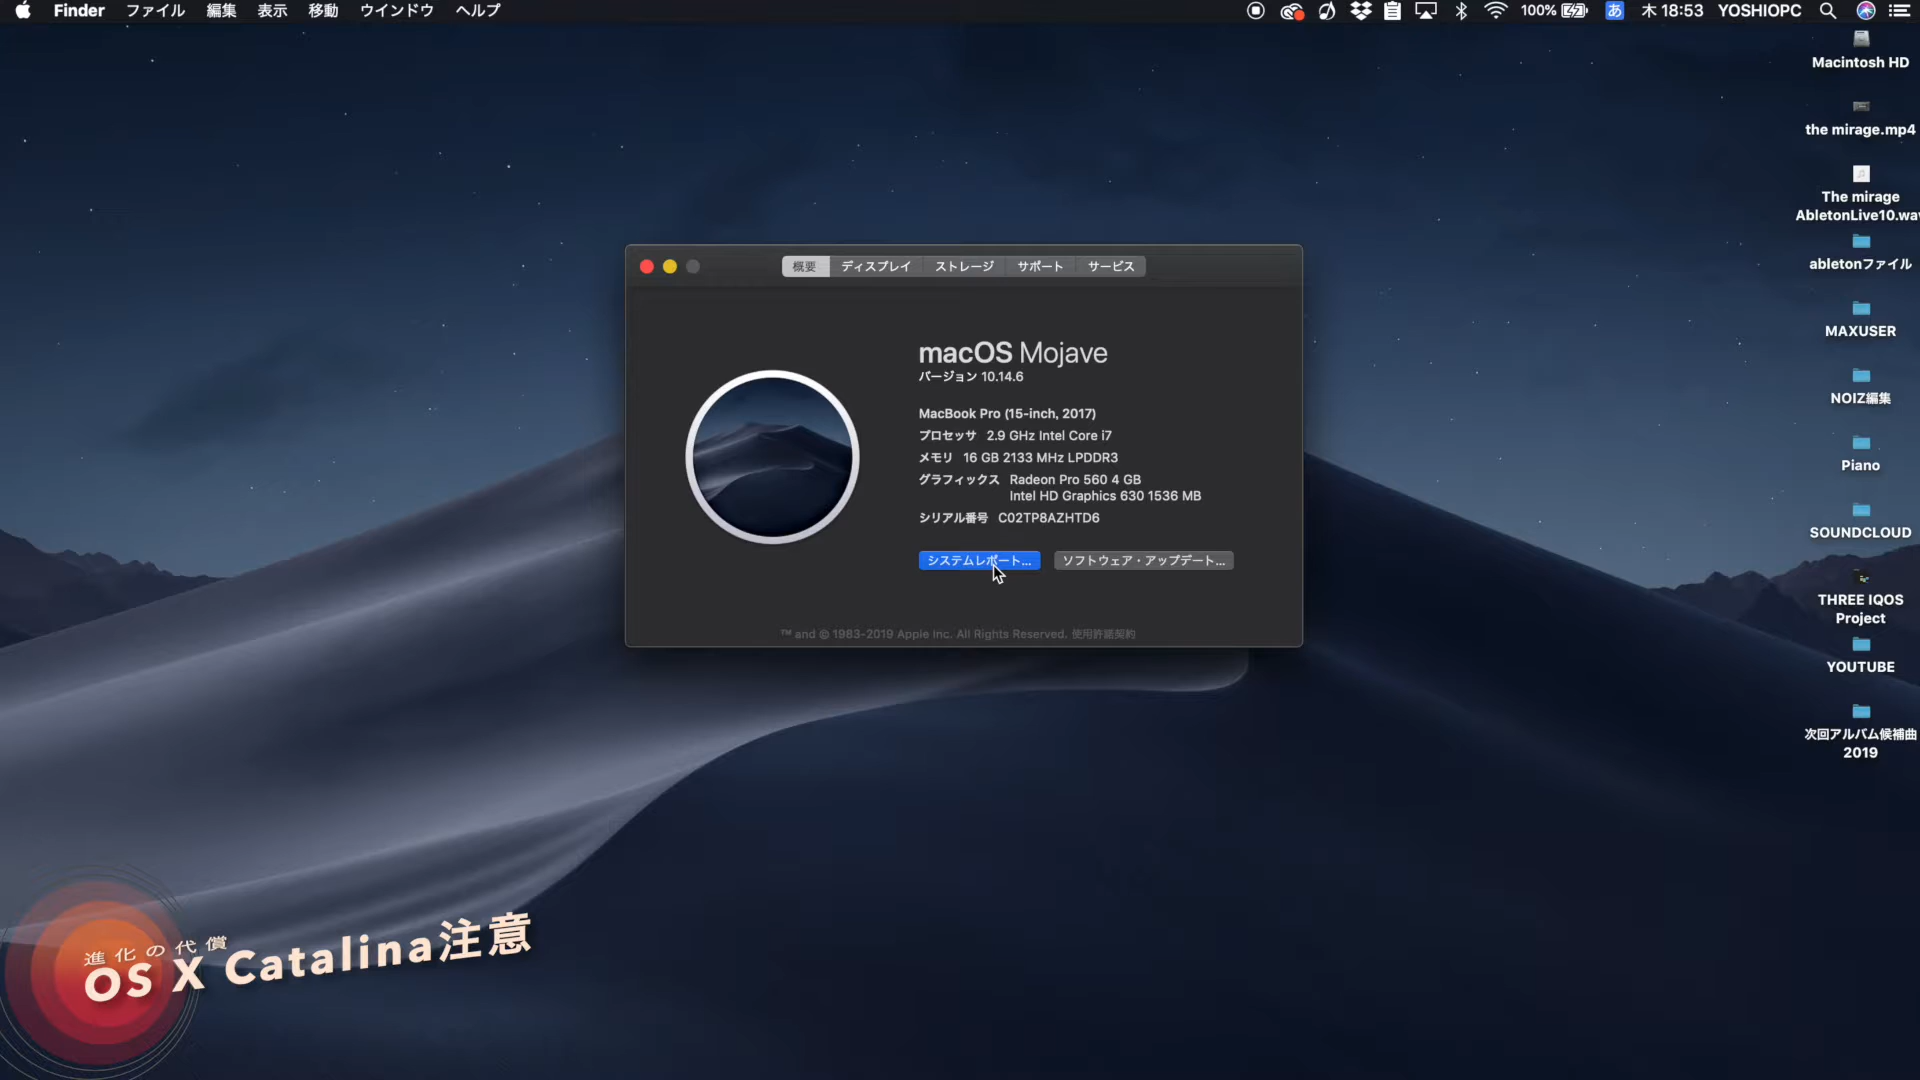 Finder ファイル 編集 表示 移動 ウインドウ ヘルプ
100% あ 木 18:53 YOSHIOPC
Macintosh HD
the mirage.mp4
The mirage
AbletonLive10.wav
abletonファイル
MAXUSER
NOIZ編集
Piano
SOUNDCLOUD
THREE IQOS
Project
YOUTUBE
次回アルバム候補曲
2019
概要 ディスプレイ ストレージ サポート サービス
macOS Mojave
バージョン 10.14.6
MacBook Pro (15-inch, 2017)
プロセッサ 2.9 GHz Intel Core i7
メモリ 16 GB 2133 MHz LPDDR3
グラフィックス Radeon Pro 560 4 GB
Intel HD Graphics 630 1536 MB
シリアル番号 C02TP8AZHTD6
システムレポート... ソフトウェア・アップデート...
™ and © 1983-2019 Apple Inc. All Rights Reserved. 使用許諾契約
進化の代償
OS X Catalina注意